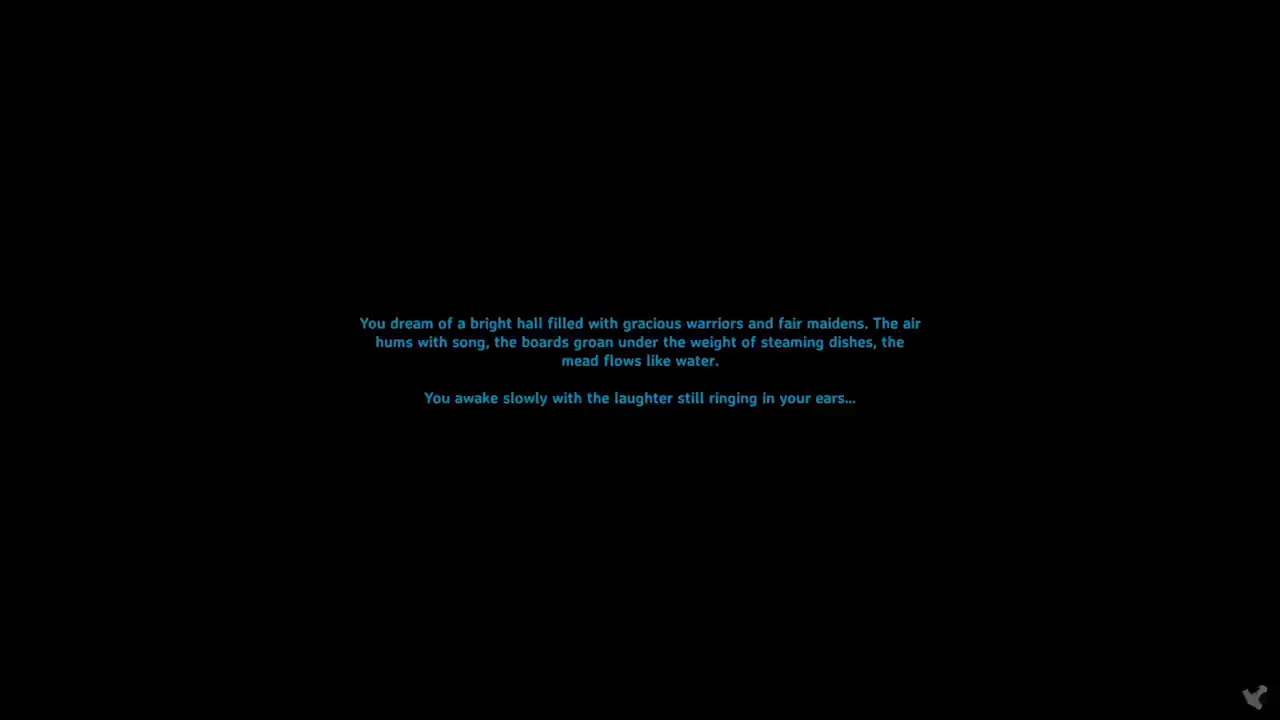 You dream of a bright hall filled with gracious warriors and fair maidens. The air
hums with song, the boards groan under the weight of steaming dishes, the
mead flows like water.
You awake slowly with the laughter still ringing in your ears...